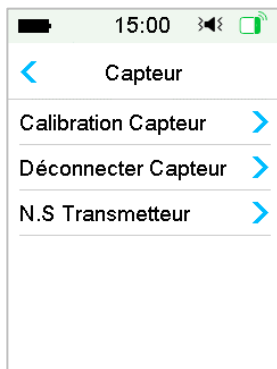 15:00
Capteur
Calibration Capteur
Déconnecter Capteur
N.S Transmetteur